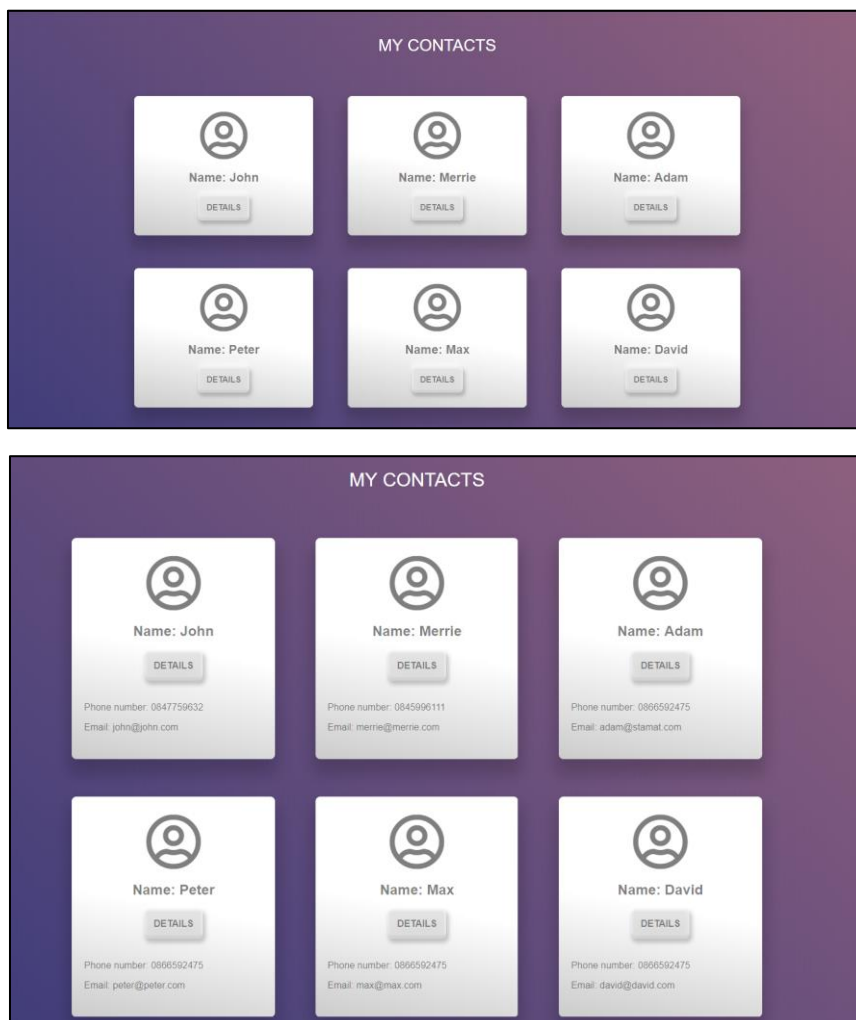 MY CONTACTS
Name: John
DETAILS
Name: Merrie
DETAILS
Name: Adam
DETAILS
Name: Peter
DETAILS
Name: Max
DETAILS
Name: David
DETAILS
MY CONTACTS
Name: John
DETAILS
Phone number: 0847759632
Email: john@john.com
Name: Merrie
DETAILS
Phone number: 0845996111
Email: merrie@merrie.com
Name: Adam
DETAILS
Phone number: 0866592475
Email: adam@stamat.com
Name: Peter
DETAILS
Phone number: 0866592475
Email: peter@peter.com
Name: Max
DETAILS
Phone number: 0866592475
Email: max@max.com
Name: David
DETAILS
Phone number: 0866592475
Email: david@david.com